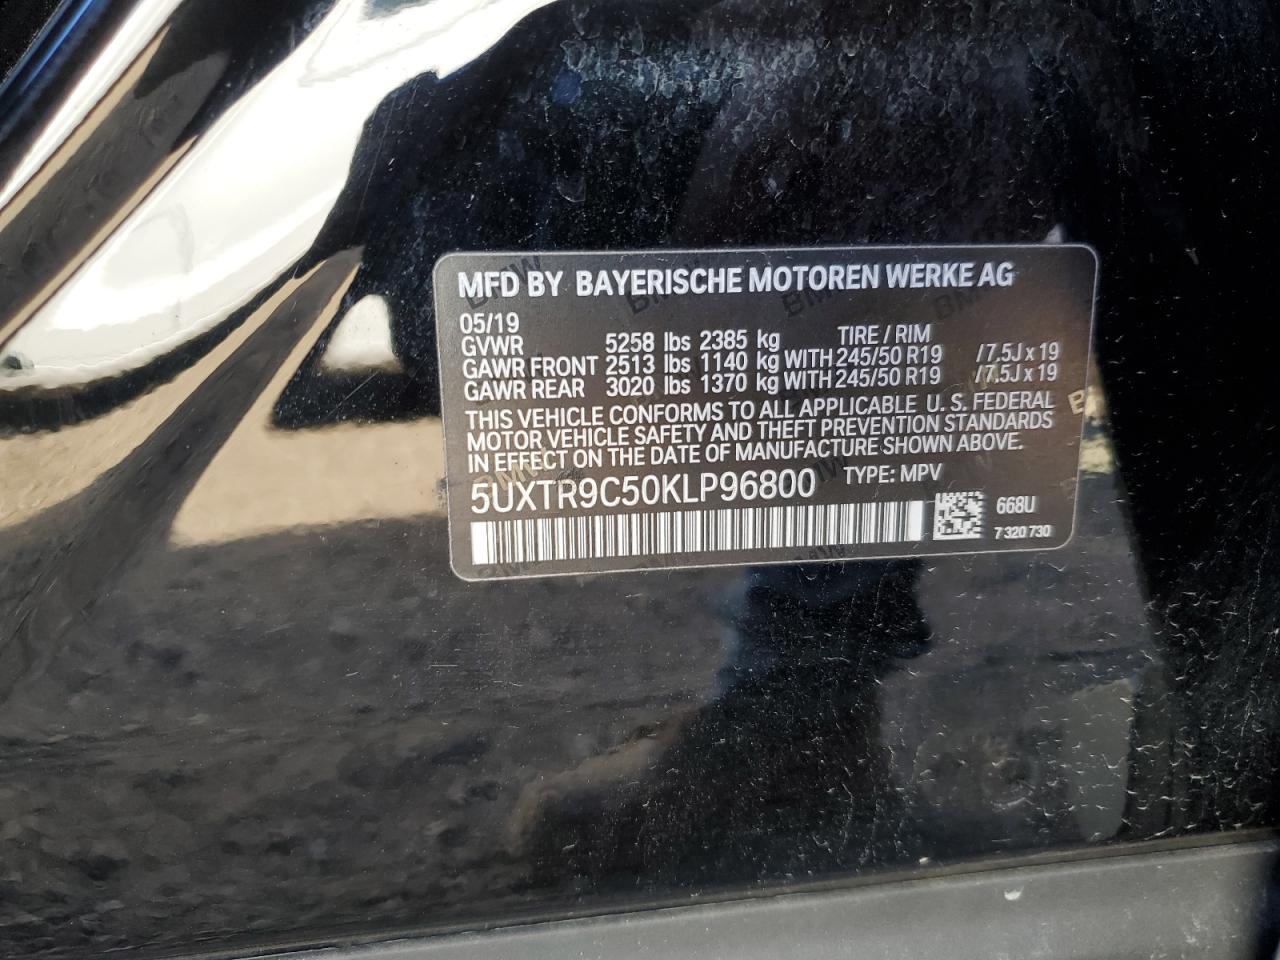 MFD BY BAYERISCHE MOTOREN WERKE AG
05/19
GVWR 5258 lbs 2385 kg TIRE / RIM
GAWR FRONT 2513 lbs 1140 kg WITH 245/50 R19 /7.5J x 19
GAWR REAR 3020 lbs 1370 kg WITH 245/50 R19 /7.5J x 19
THIS VEHICLE CONFORMS TO ALL APPLICABLE U. S. FEDERAL
MOTOR VEHICLE SAFETY AND THEFT PREVENTION STANDARDS
IN EFFECT ON THE DATE OF MANUFACTURE SHOWN ABOVE.
5UXTR9C50KLP96800 TYPE: MPV
668U
7 320 730